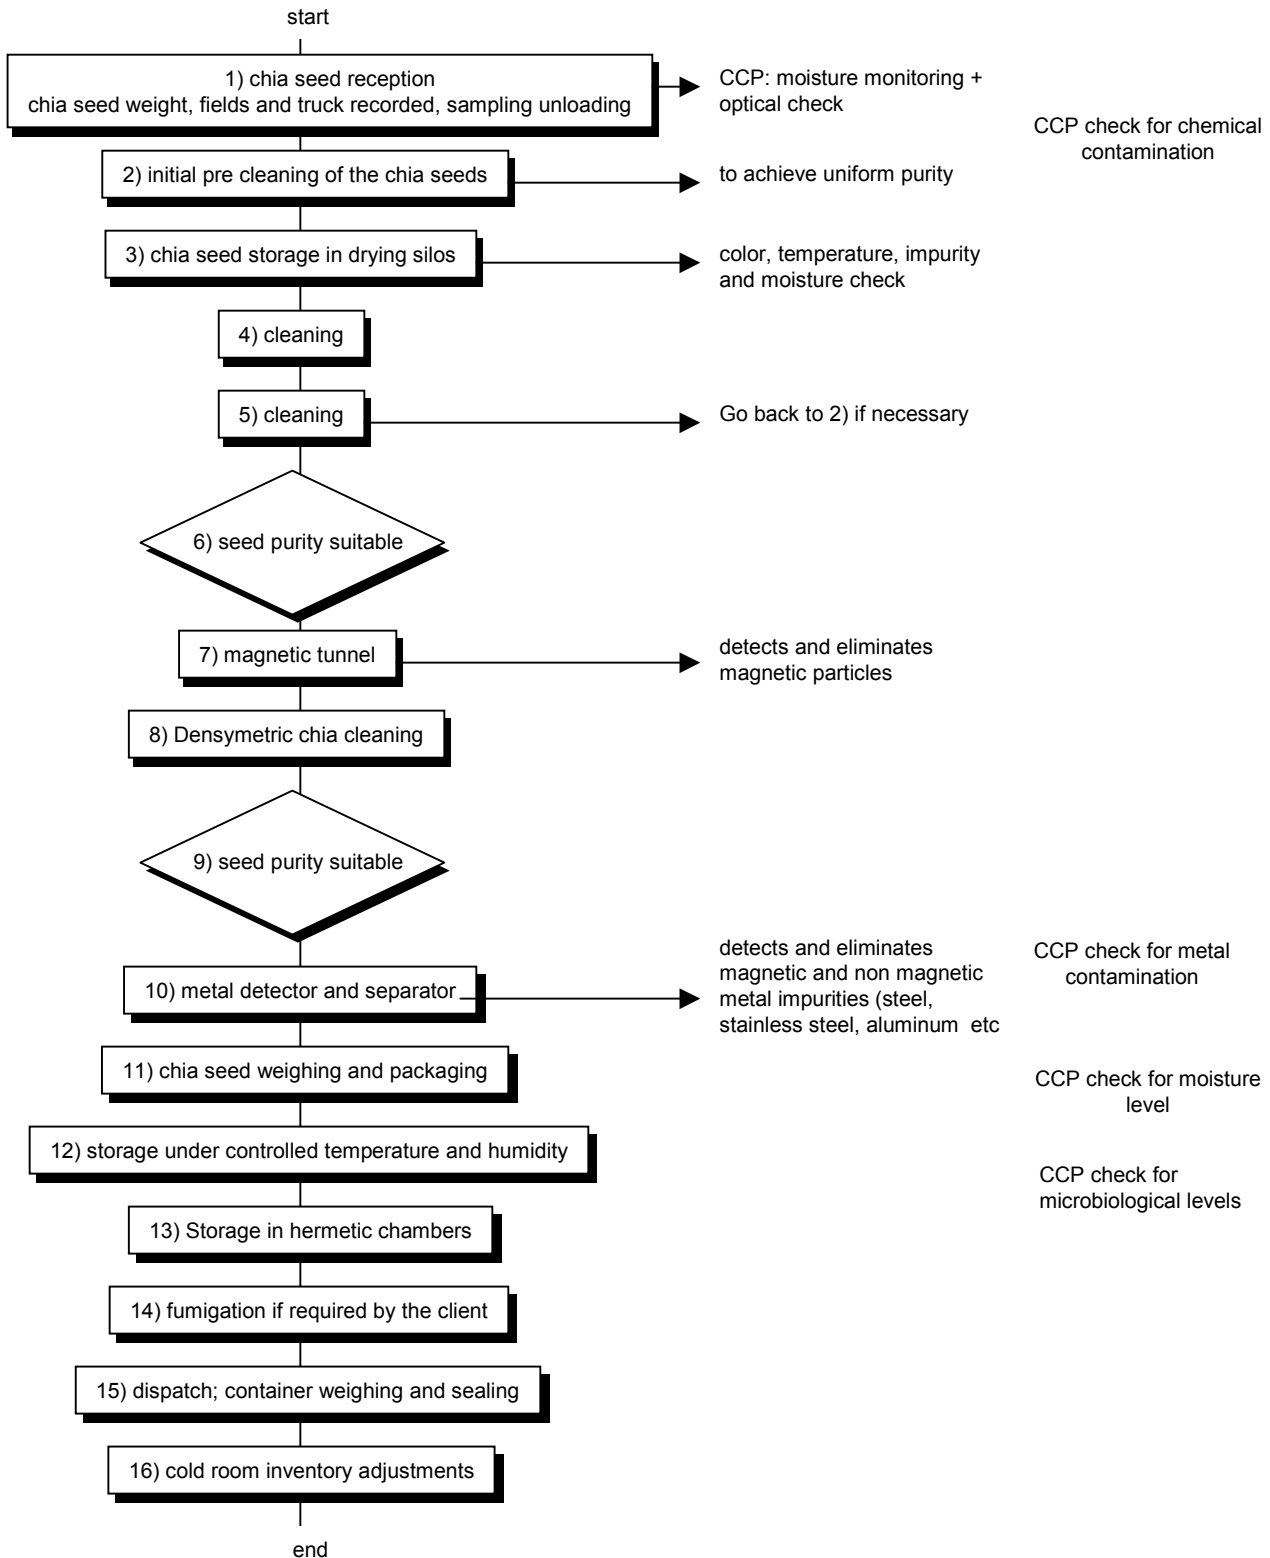 start
1) chia seed reception
chia seed weight, fields and truck recorded, sampling unloading
CCP: moisture monitoring +
optical check
CCP check for chemical
contamination
2) initial pre cleaning of the chia seeds
to achieve uniform purity
3) chia seed storage in drying silos
color, temperature, impurity
and moisture check
4) cleaning
5) cleaning
Go back to 2) if necessary
6) seed purity suitable
7) magnetic tunnel
detects and eliminates
magnetic particles
8) Densymetric chia cleaning
9) seed purity suitable
10) metal detector and separator
detects and eliminates
magnetic and non magnetic
metal impurities (steel,
stainless steel, aluminum etc
CCP check for metal
contamination
11) chia seed weighing and packaging
CCP check for moisture
level
12) storage under controlled temperature and humidity
CCP check for
microbiological levels
13) Storage in hermetic chambers
14) fumigation if required by the client
15) dispatch; container weighing and sealing
16) cold room inventory adjustments
end